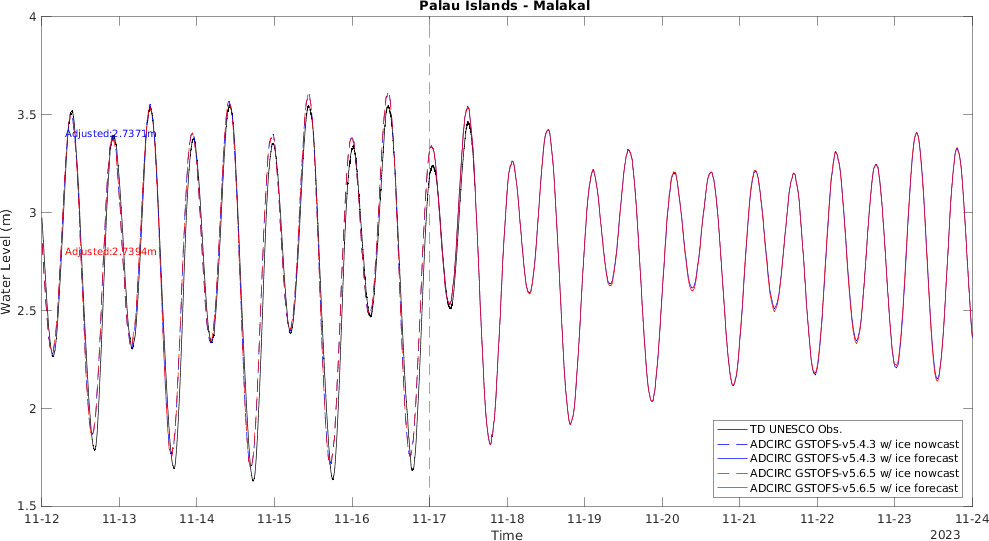 Palau Islands - Malakal
4
3.5
3
2.5
2
1.5
Water Level (m)
Adjusted:2.7371m
Adjusted:2.7394m
TD UNESCO Obs.
ADCIRC GSTOFS-v5.4.3 w/ ice nowcast
ADCIRC GSTOFS-v5.4.3 w/ ice forecast
ADCIRC GSTOFS-v5.6.5 w/ ice nowcast
ADCIRC GSTOFS-v5.6.5 w/ ice forecast
11-12 11-13 11-14 11-15 11-16 11-17 11-18 11-19 11-20 11-21 11-22 11-23 11-24
Time
2023